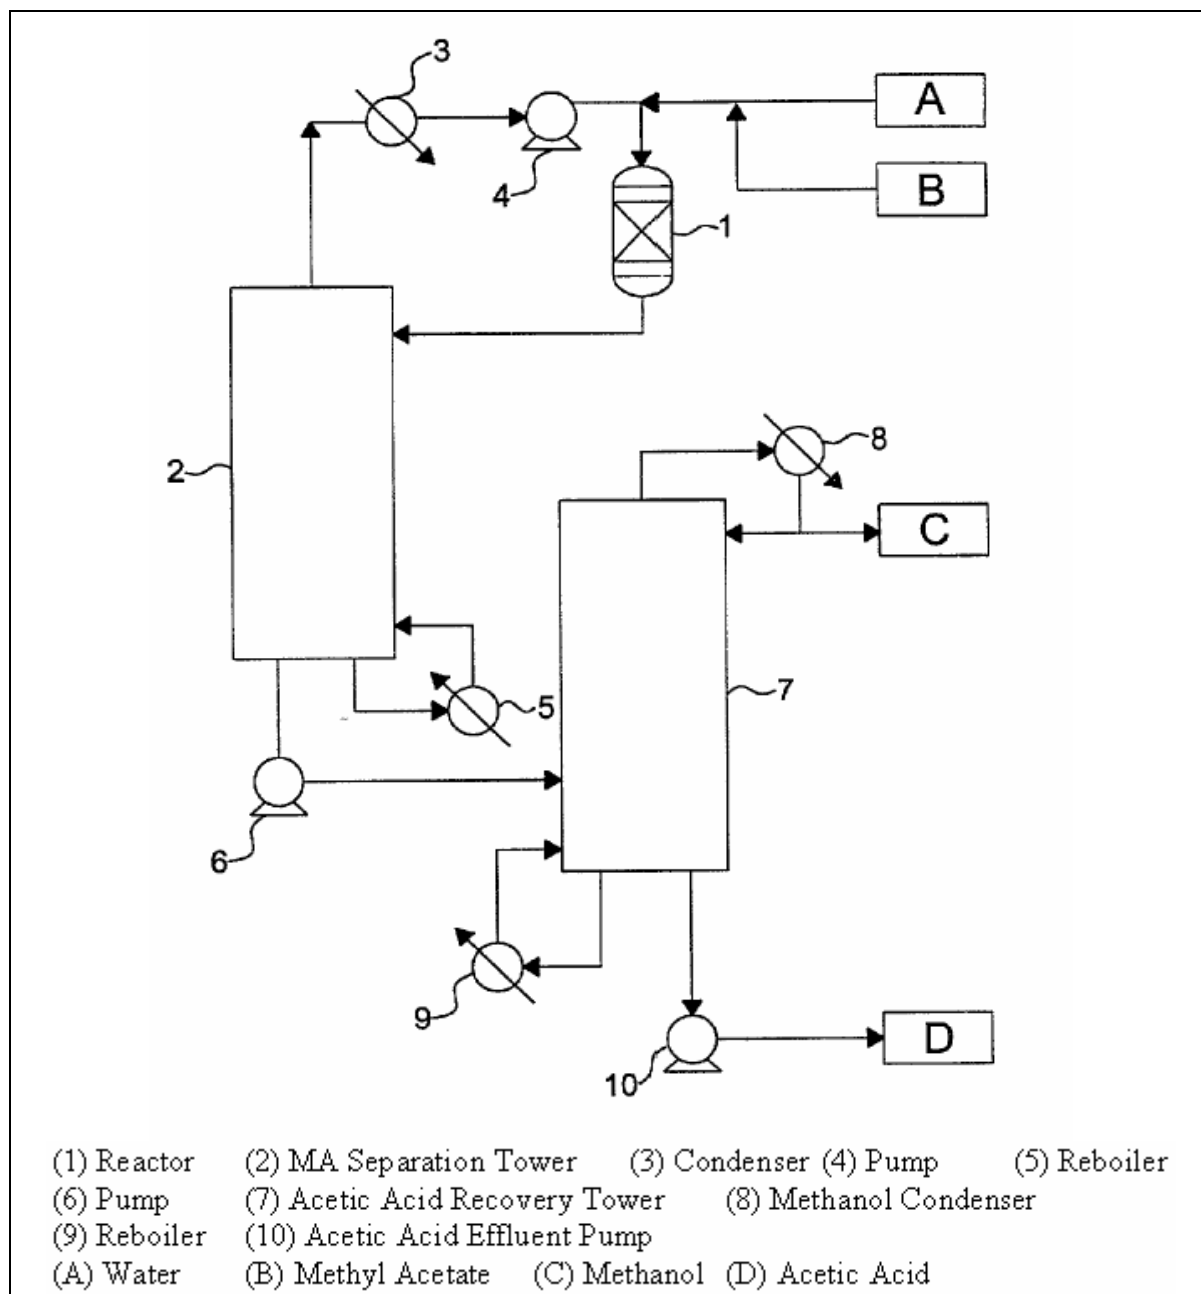 3
A
4
B
1
8
2
C
7
5
6
9
D
10
(1) Reactor (2) MA Separation Tower (3) Condenser (4) Pump (5) Reboiler
(6) Pump (7) Acetic Acid Recovery Tower (8) Methanol Condenser
(9) Reboiler (10) Acetic Acid Effluent Pump
(A) Water (B) Methyl Acetate (C) Methanol (D) Acetic Acid